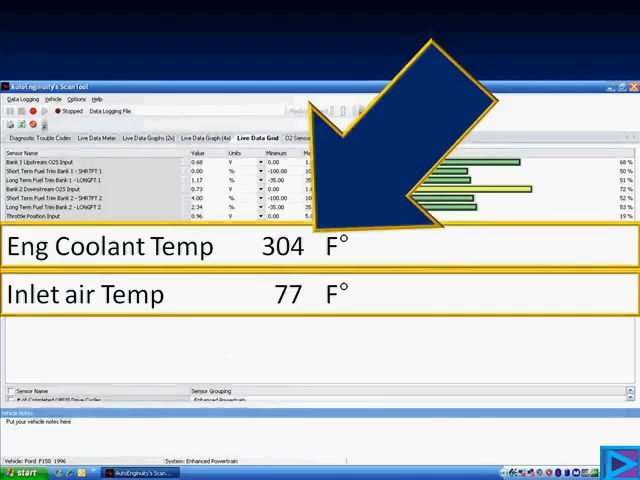 AutoEnginuity's ScanTool
Data Logging Vehicle Options Help
Stopped Data Logging File
Diagnostic Trouble Codes Live Data Meter Live Data Graphs (2x) Live Data Graph (4x) Live Data Grid O2 Sensor
Sensor Name Value Units Minimum
Bank 1 Upstream O2S Input 0.68 V 0.00 68 %
Short Term Fuel Trim Bank 1 - SHRTFT 1 0.00 % -100.00 50 %
Long Term Fuel Trim Bank 1 - LONGFT 1 1.17 % -35.00 51 %
Bank 2 Downstream O2S Input 0.73 V 0.00 72 %
Short Term Fuel Trim Bank 2 - SHRTFT 2 4.00 % -100.00 52 %
Long Term Fuel Trim Bank 2 - LONGFT 2 2.34 % -35.00 53 %
Throttle Position Input 0.96 V 0.00 19 %
Eng Coolant Temp 304 F°
Inlet air Temp 77 F°
Sensor Name Sensor Grouping
# of Completed OBDII Drive Cycles Enhanced Powertrain
Vehicle Notes
Put your vehicle notes here
Vehicle: Ford F150 1996 System: Enhanced Powertrain
start AutoEnginuity's Scan...